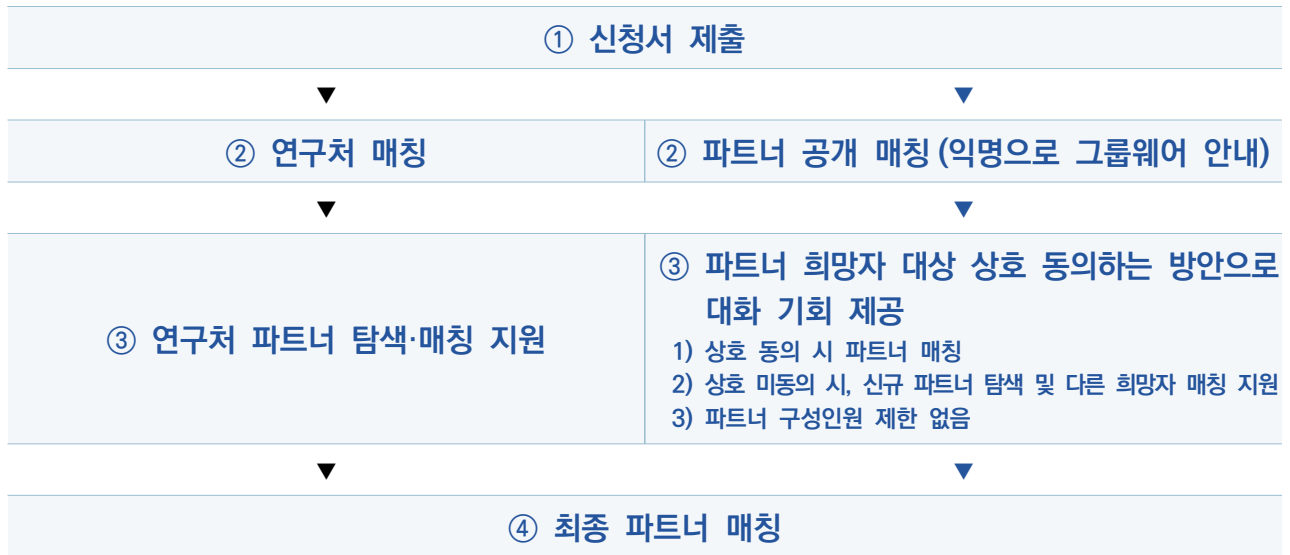 ① 신청서 제출
▼ ▼
② 연구처 매칭
② 파트너 공개 매칭 (익명으로 그룹웨어 안내)
▼ ▼
③ 연구처 파트너 탐색·매칭 지원
③ 파트너 희망자 대상 상호 동의하는 방안으로
대화 기회 제공
1) 상호 동의 시 파트너 매칭
2) 상호 미동의 시, 신규 파트너 탐색 및 다른 희망자 매칭 지원
3) 파트너 구성인원 제한 없음
▼ ▼
④ 최종 파트너 매칭